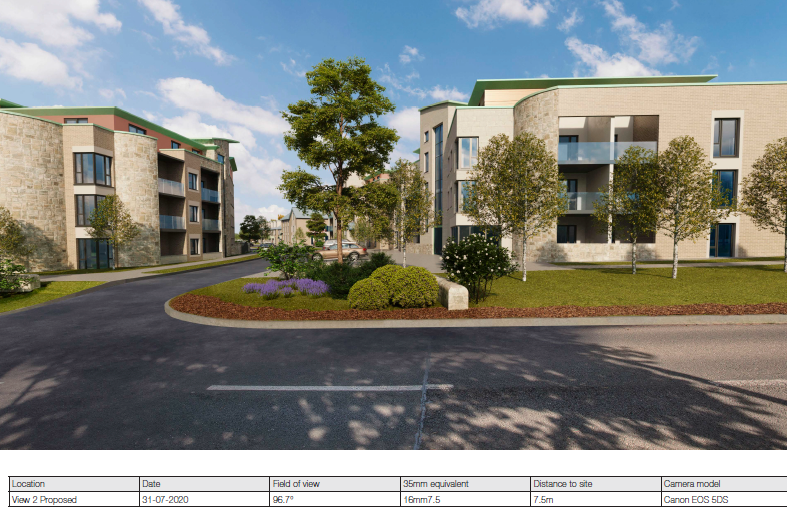 Location Date Field of view 35mm equivalent Distance to site Camera model
View 2 Proposed 31-07-2020 96.7° 16mm7.5 7.5m Canon EOS 5DS